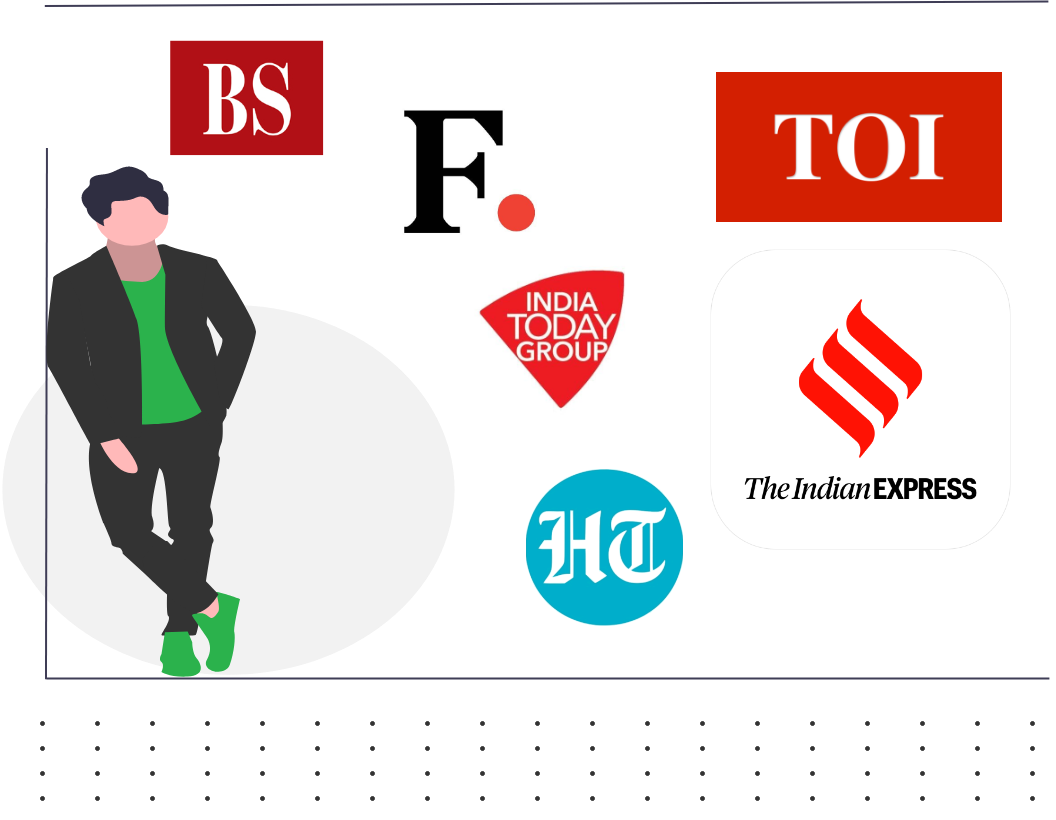 BS
F.
TOI
INDIA
TODAY
GROUP
The Indian EXPRESS
HT